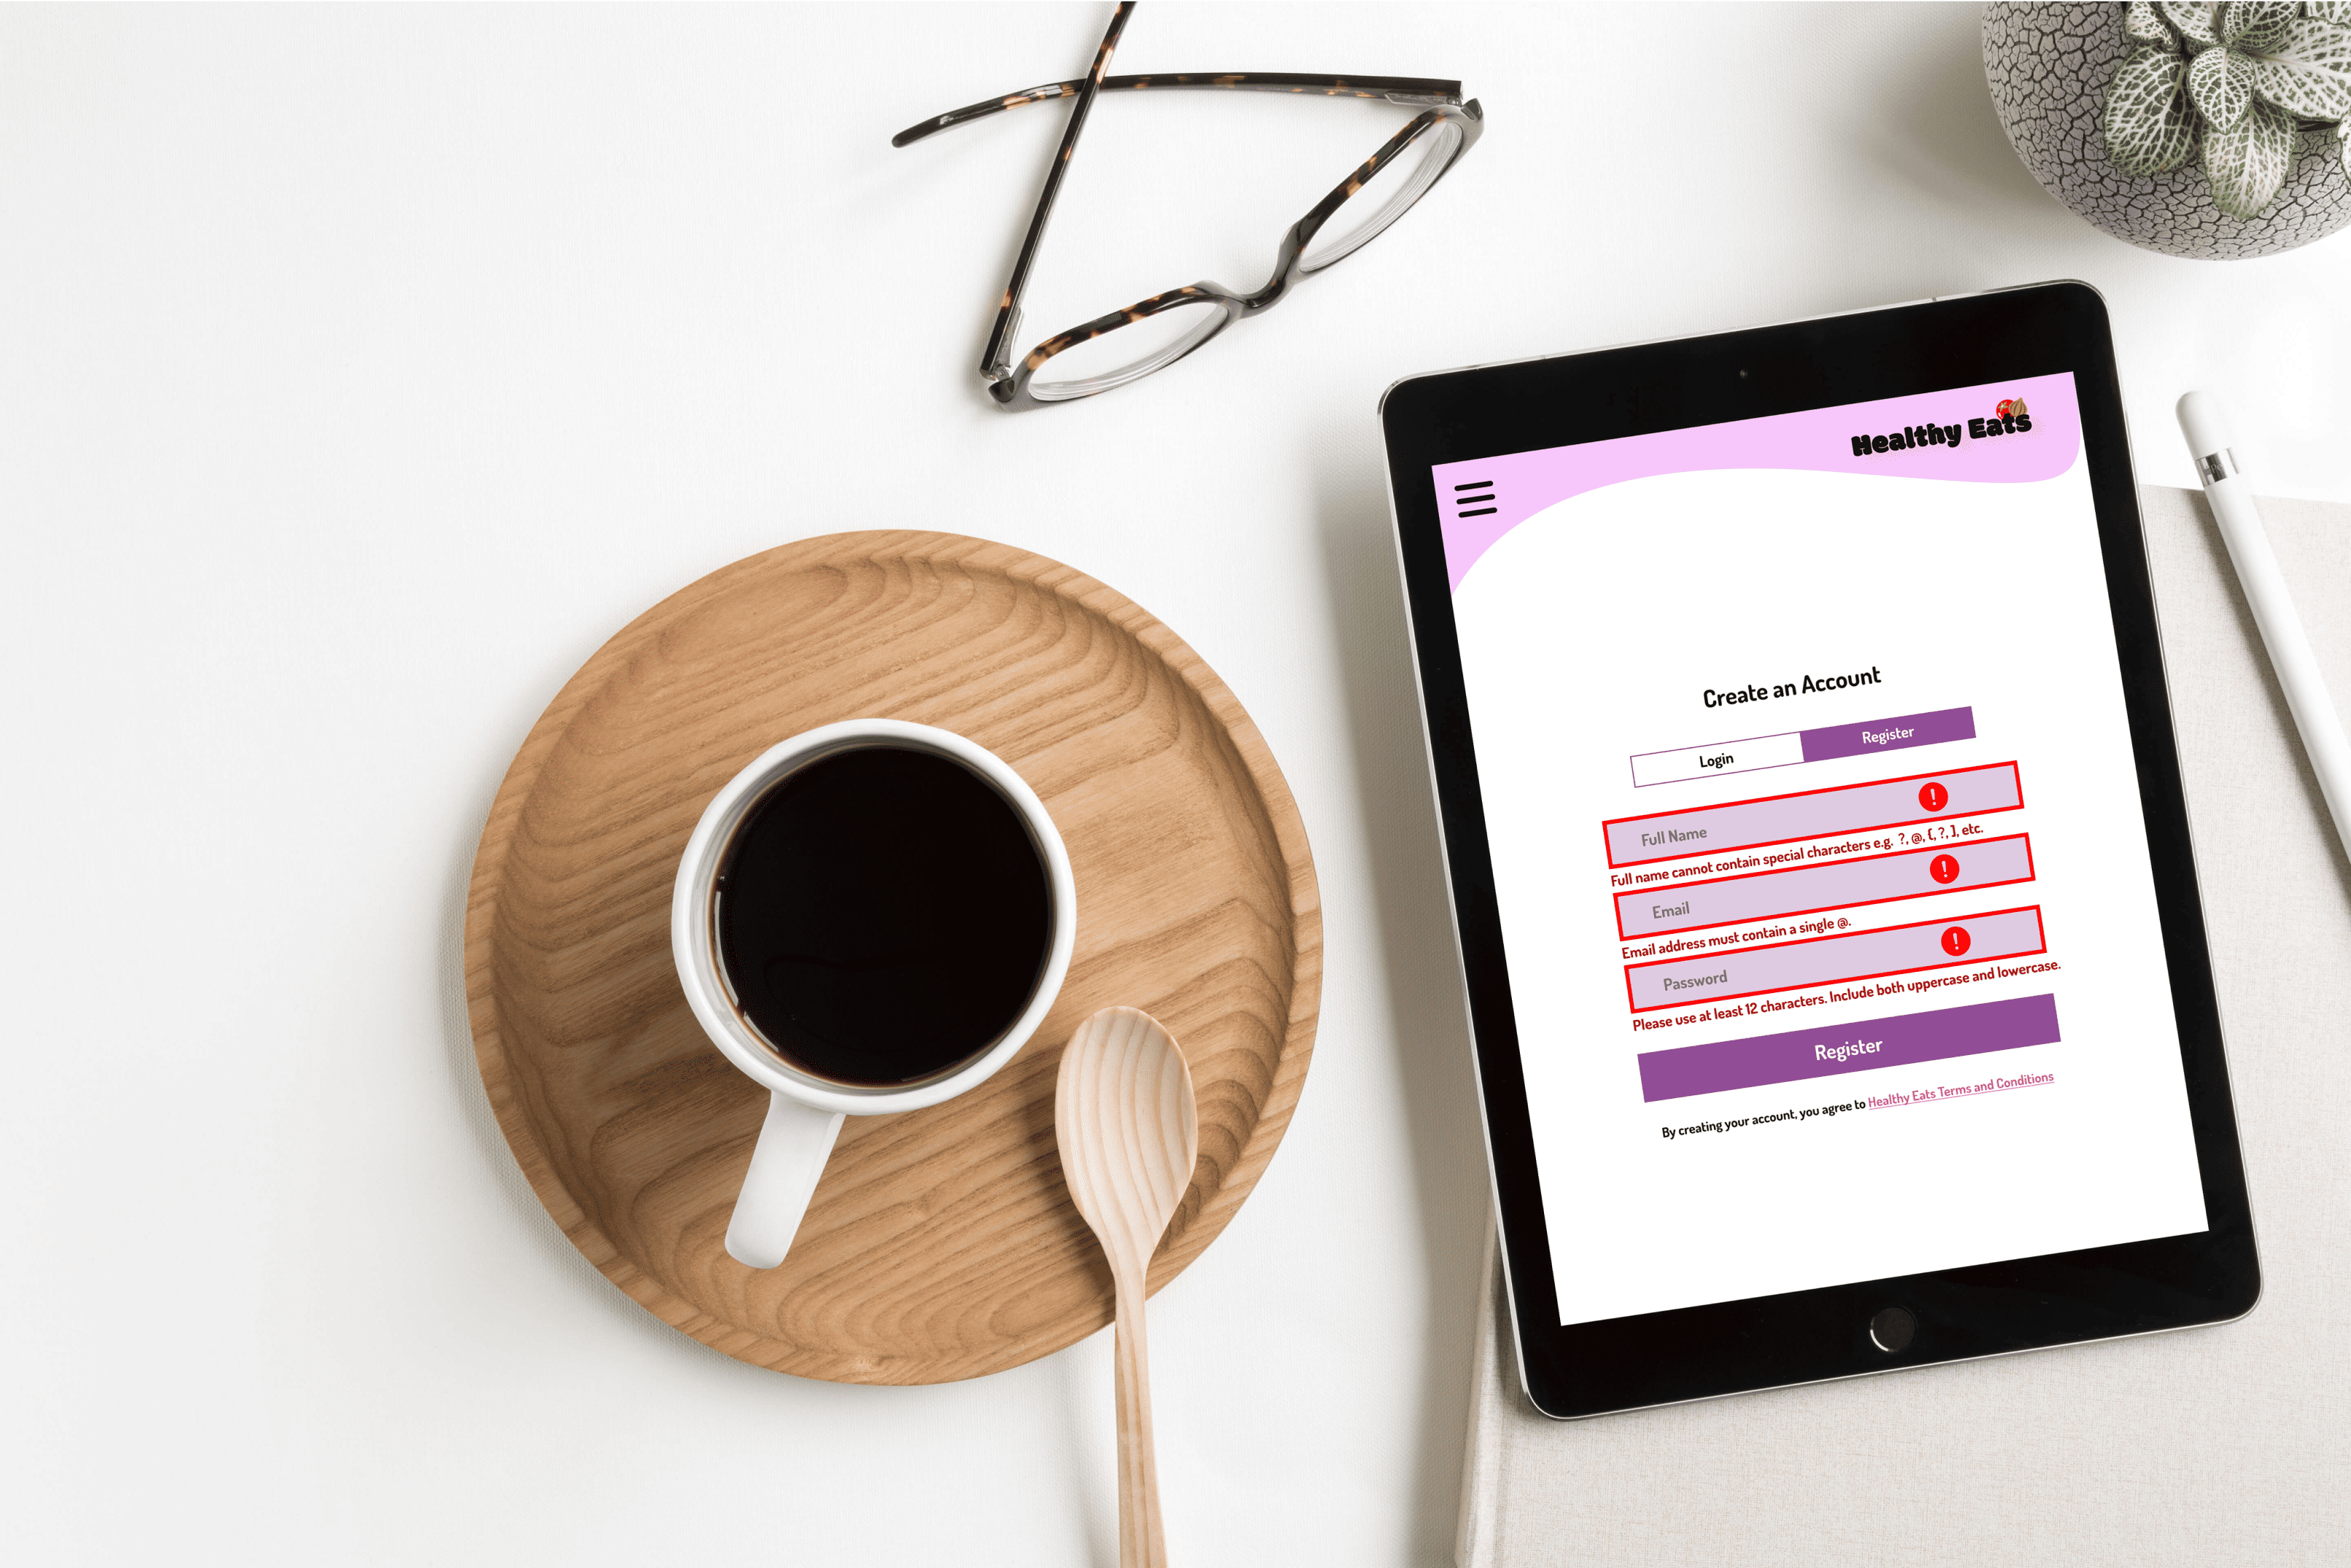 Healthy Eats
Create an Account
Login
Register
Full Name
Full name cannot contain special characters e.g. ?, @, {, ?, ], etc.
Email
Email address must contain a single @.
Password
Please use at least 12 characters. Include both uppercase and lowercase.
Register
By creating your account, you agree to Healthy Eats Terms and Conditions